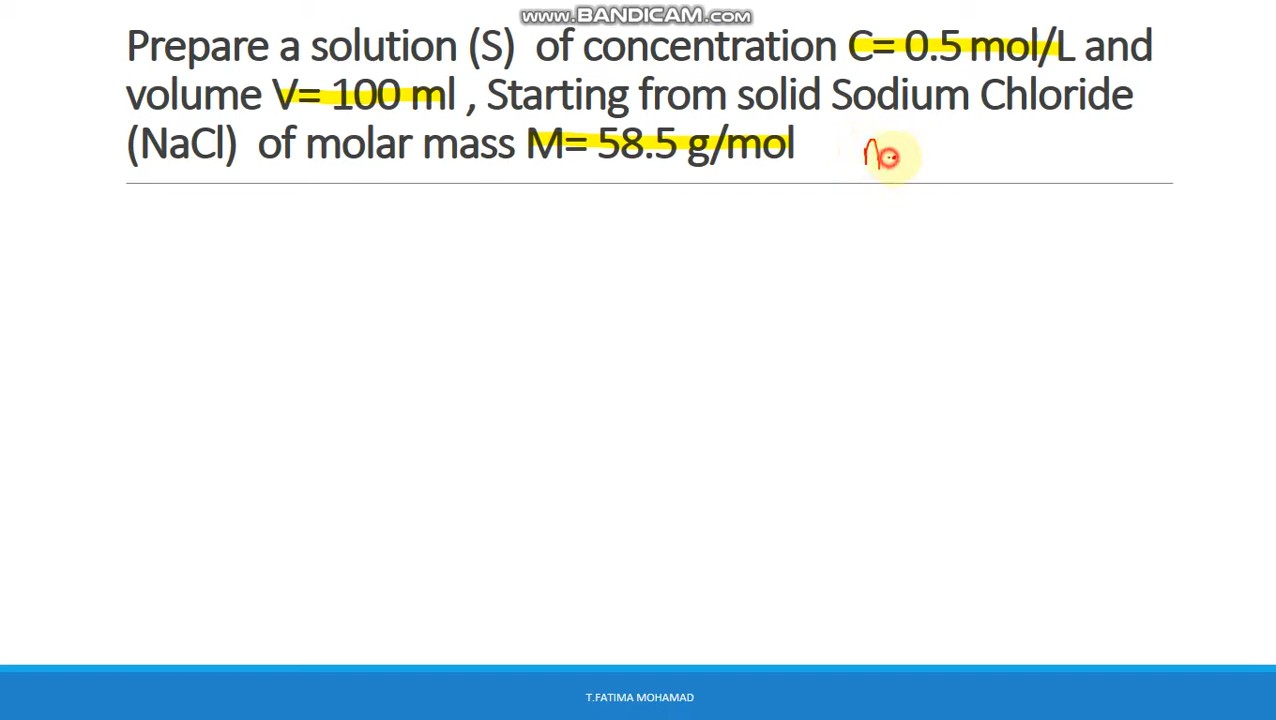 www.BANDICAM.com
Prepare a solution (S) of concentration C= 0.5 mol/L and
volume V= 100 ml , Starting from solid Sodium Chloride
(NaCl) of molar mass M= 58.5 g/mol
T.FATIMA MOHAMAD